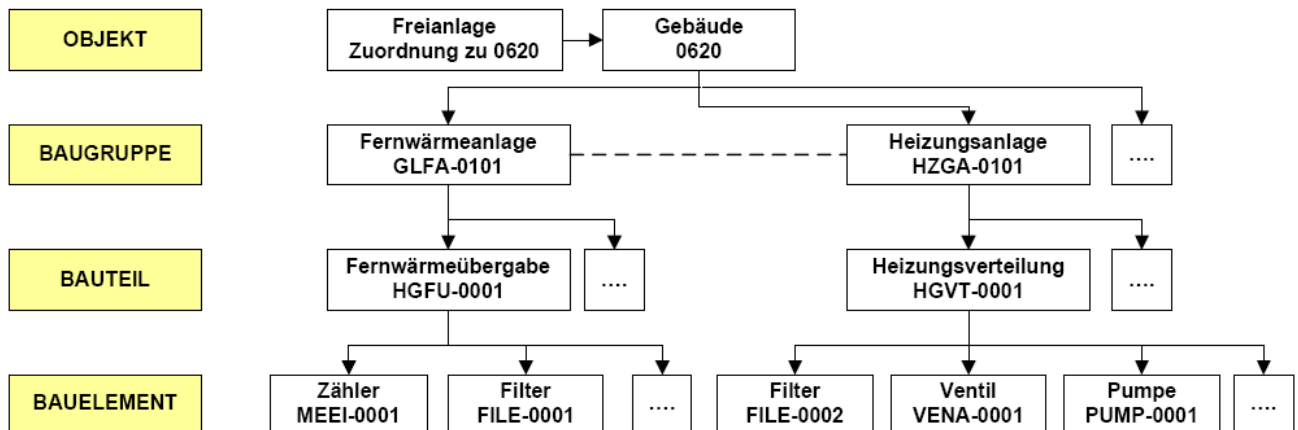 OBJEKT
Freianlage
Zuordnung zu 0620
Gebäude
0620
BAUGRUPPE
Fernwärmeanlage
GLFA-0101
Heizungsanlage
HZGA-0101
....
BAUTEIL
Fernwärmeübergabe
HGFU-0001
....
Heizungsverteilung
HGVT-0001
....
BAUELEMENT
Zähler
MEEI-0001
Filter
FILE-0001
....
Filter
FILE-0002
Ventil
VENA-0001
Pumpe
PUMP-0001
....